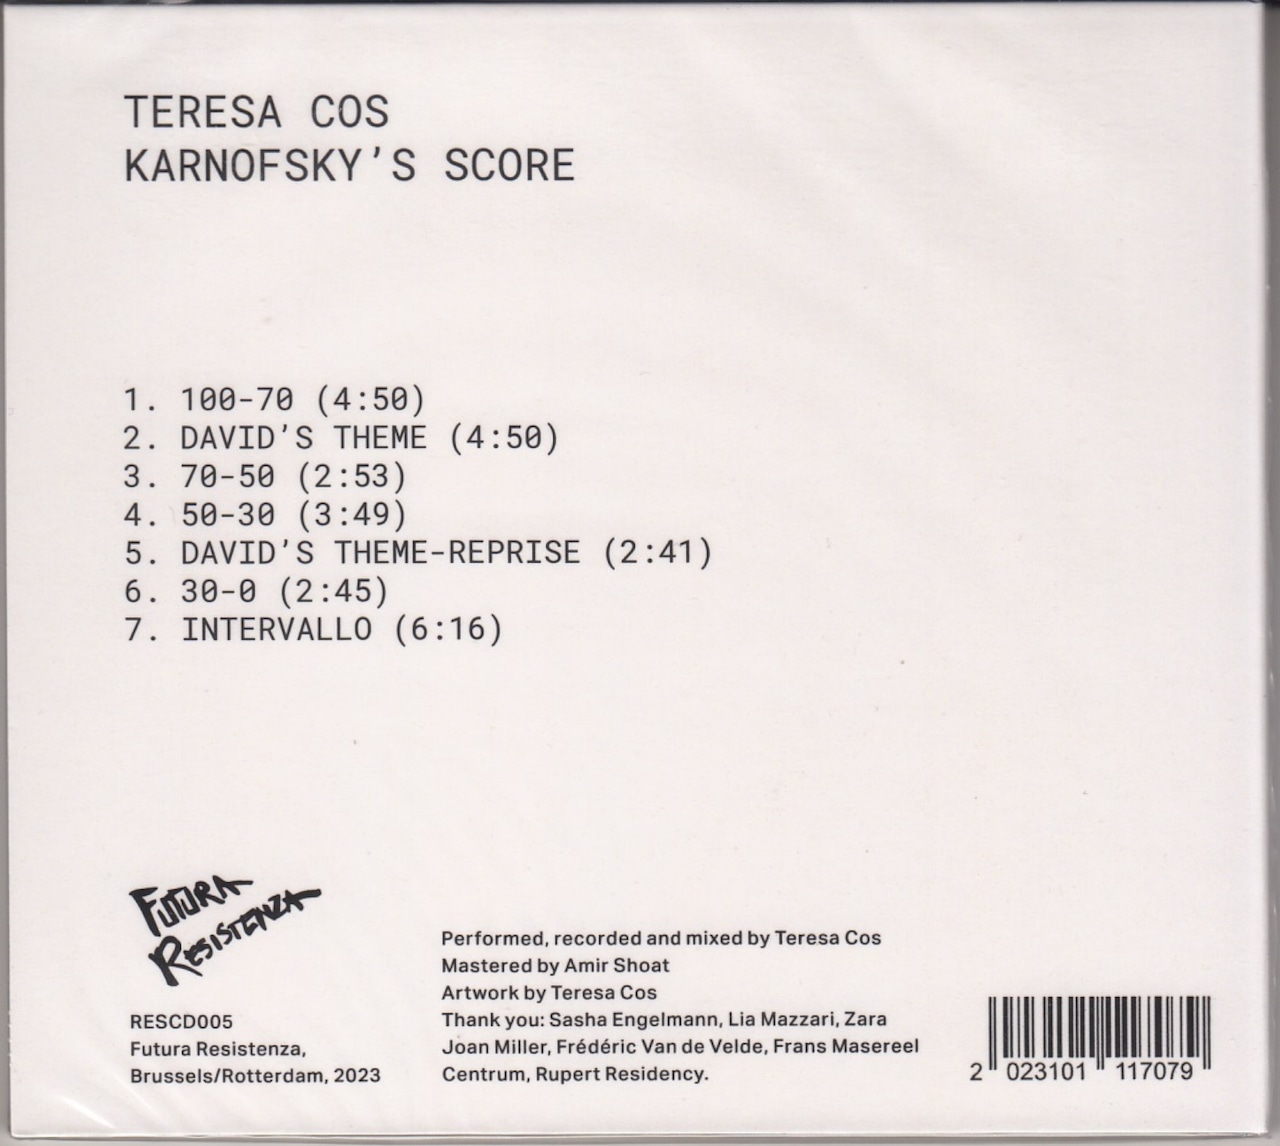 TERESA COS
KARNOFSKY'S SCORE
1. 100-70 (4:50)
2. DAVID'S THEME (4:50)
3. 70-50 (2:53)
4. 50-30 (3:49)
5. DAVID'S THEME-REPRISE (2:41)
6. 30-0 (2:45)
7. INTERVALLO (6:16)
FUTURA
RESISTENZA
RESCD005
Futura Resistenza,
Brussels/Rotterdam, 2023
Performed, recorded and mixed by Teresa Cos
Mastered by Amir Shoat
Artwork by Teresa Cos
Thank you: Sasha Engelmann, Lia Mazzari, Zara
Joan Miller, Frédéric Van de Velde, Frans Masereel
Centrum, Rupert Residency.
2 023101 117079